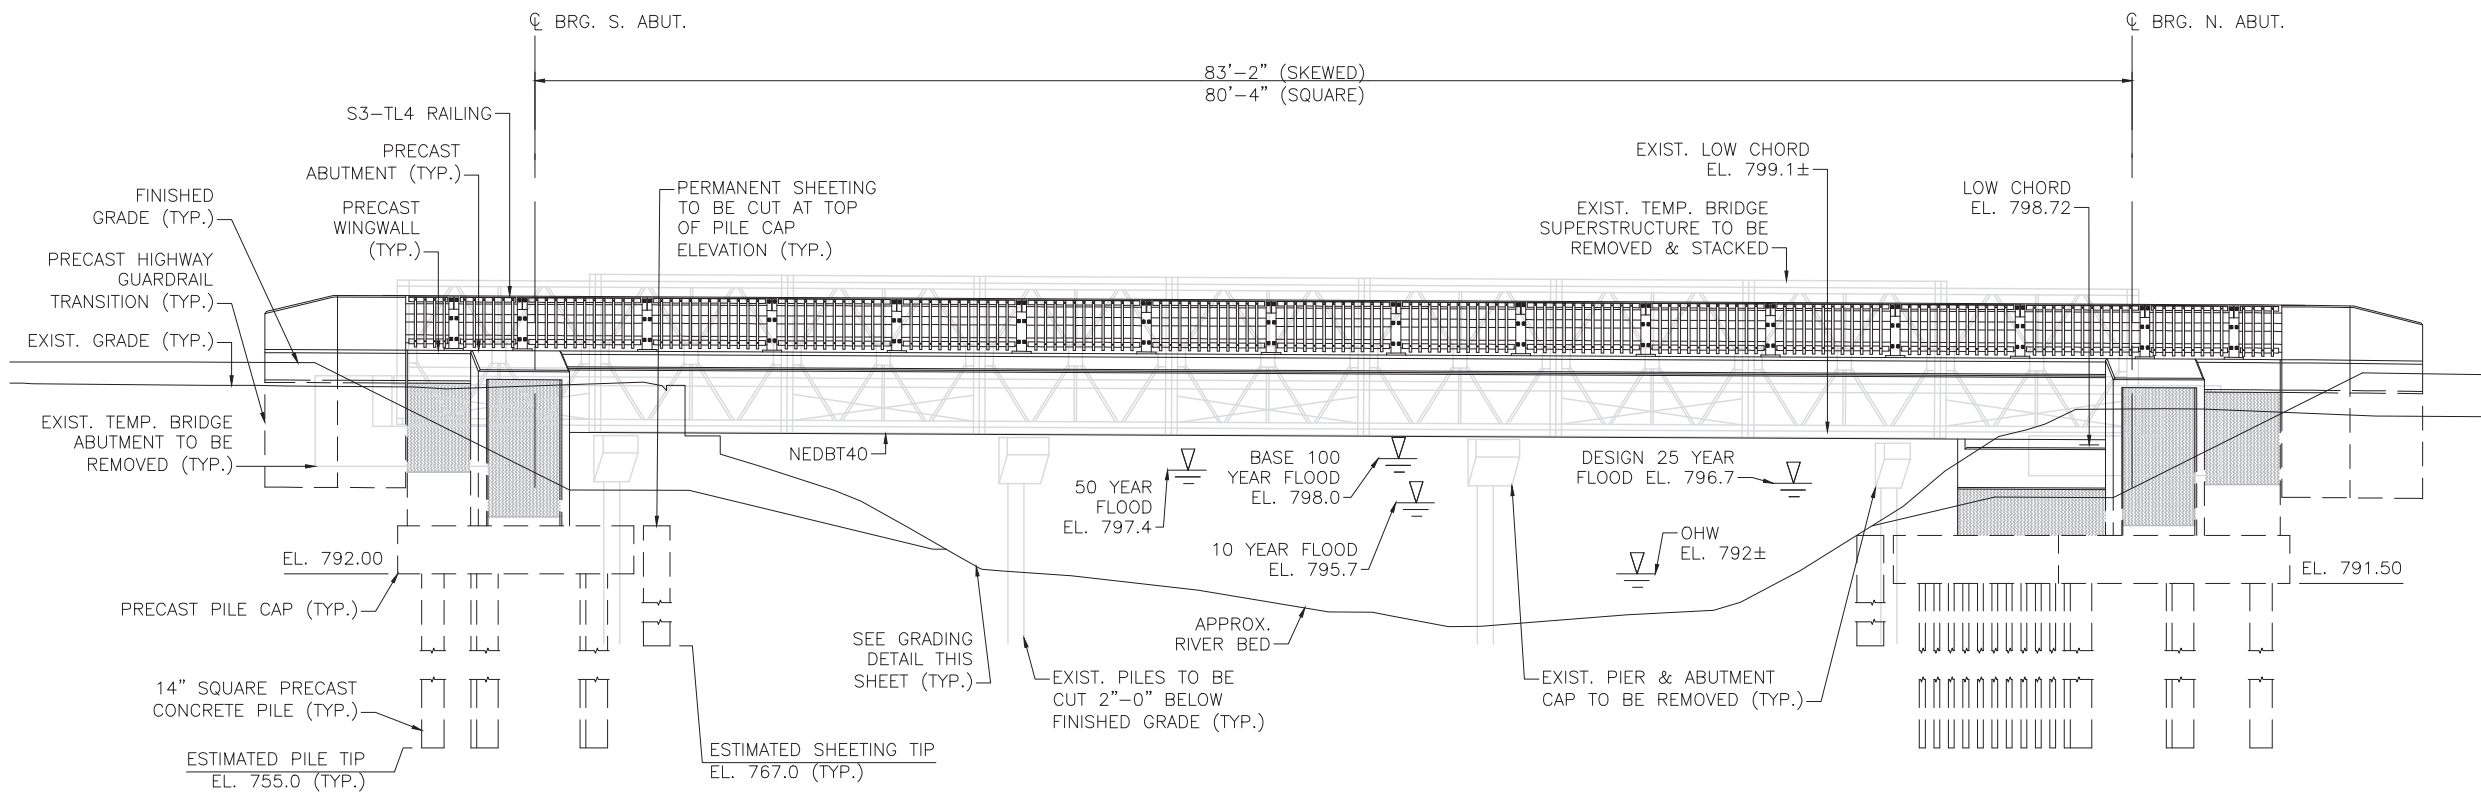 ℄ BRG. S. ABUT.
℄ BRG. N. ABUT.
83'-2" (SKEWED)
80'-4" (SQUARE)
S3-TL4 RAILING
PRECAST
ABUTMENT (TYP.)
FINISHED
GRADE (TYP.)
PRECAST
WINGWALL
(TYP.)
PRECAST HIGHWAY
GUARDRAIL
TRANSITION (TYP.)
EXIST. GRADE (TYP.)
EXIST. TEMP. BRIDGE
ABUTMENT TO BE
REMOVED (TYP.)
PERMANENT SHEETING
TO BE CUT AT TOP
OF PILE CAP
ELEVATION (TYP.)
EXIST. LOW CHORD
EL. 799.1±
EXIST. TEMP. BRIDGE
SUPERSTRUCTURE TO BE
REMOVED & STACKED
LOW CHORD
EL. 798.72
NEDBT40
50 YEAR
FLOOD
EL. 797.4
BASE 100
YEAR FLOOD
EL. 798.0
10 YEAR FLOOD
EL. 795.7
DESIGN 25 YEAR
FLOOD EL. 796.7
OHW
EL. 792±
EL. 792.00
EL. 791.50
PRECAST PILE CAP (TYP.)
14" SQUARE PRECAST
CONCRETE PILE (TYP.)
ESTIMATED PILE TIP
EL. 755.0 (TYP.)
ESTIMATED SHEETING TIP
EL. 767.0 (TYP.)
SEE GRADING
DETAIL THIS
SHEET (TYP.)
EXIST. PILES TO BE
CUT 2"-0" BELOW
FINISHED GRADE (TYP.)
APPROX.
RIVER BED
EXIST. PIER & ABUTMENT
CAP TO BE REMOVED (TYP.)